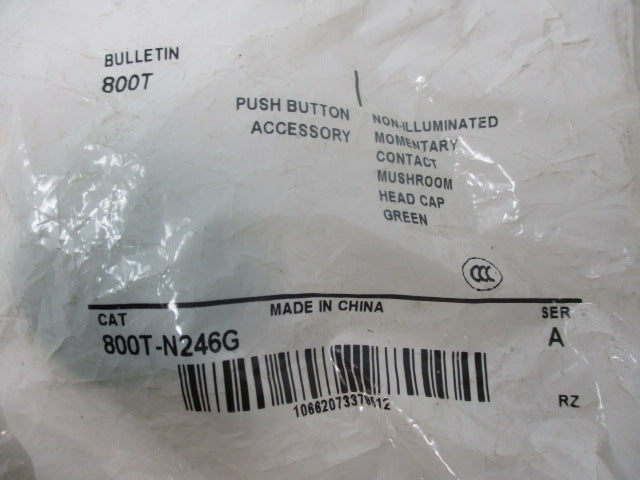 BULLETIN
800T
PUSH BUTTON
ACCESSORY
NON-ILLUMINATED
MOMENTARY
CONTACT
MUSHROOM
HEAD CAP
GREEN
CCC
CAT
MADE IN CHINA
SER
800T-N246G
A
RZ